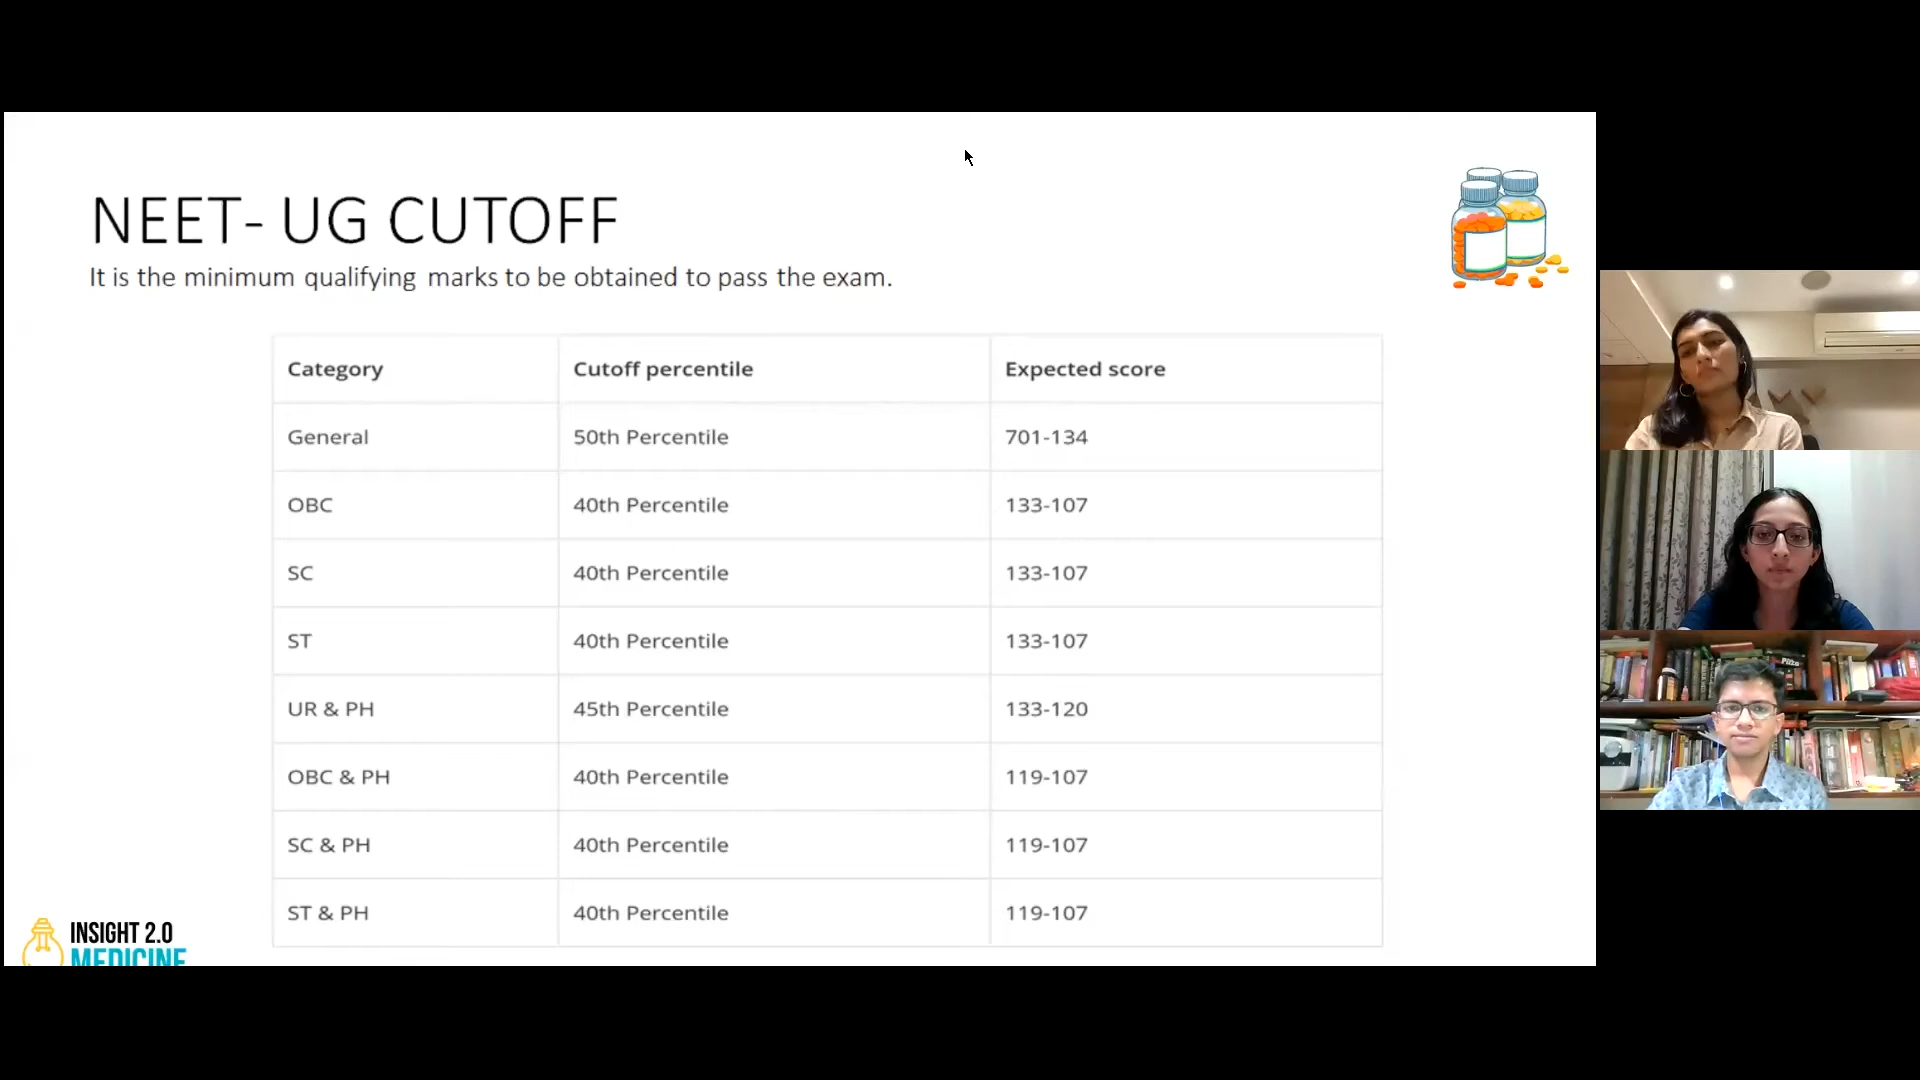 NEET- UG CUTOFF
It is the minimum qualifying marks to be obtained to pass the exam.
Category Cutoff percentile Expected score
General 50th Percentile 701-134
OBC 40th Percentile 133-107
SC 40th Percentile 133-107
ST 40th Percentile 133-107
UR & PH 45th Percentile 133-120
OBC & PH 40th Percentile 119-107
SC & PH 40th Percentile 119-107
ST & PH 40th Percentile 119-107
INSIGHT 2.0
MEDICINE